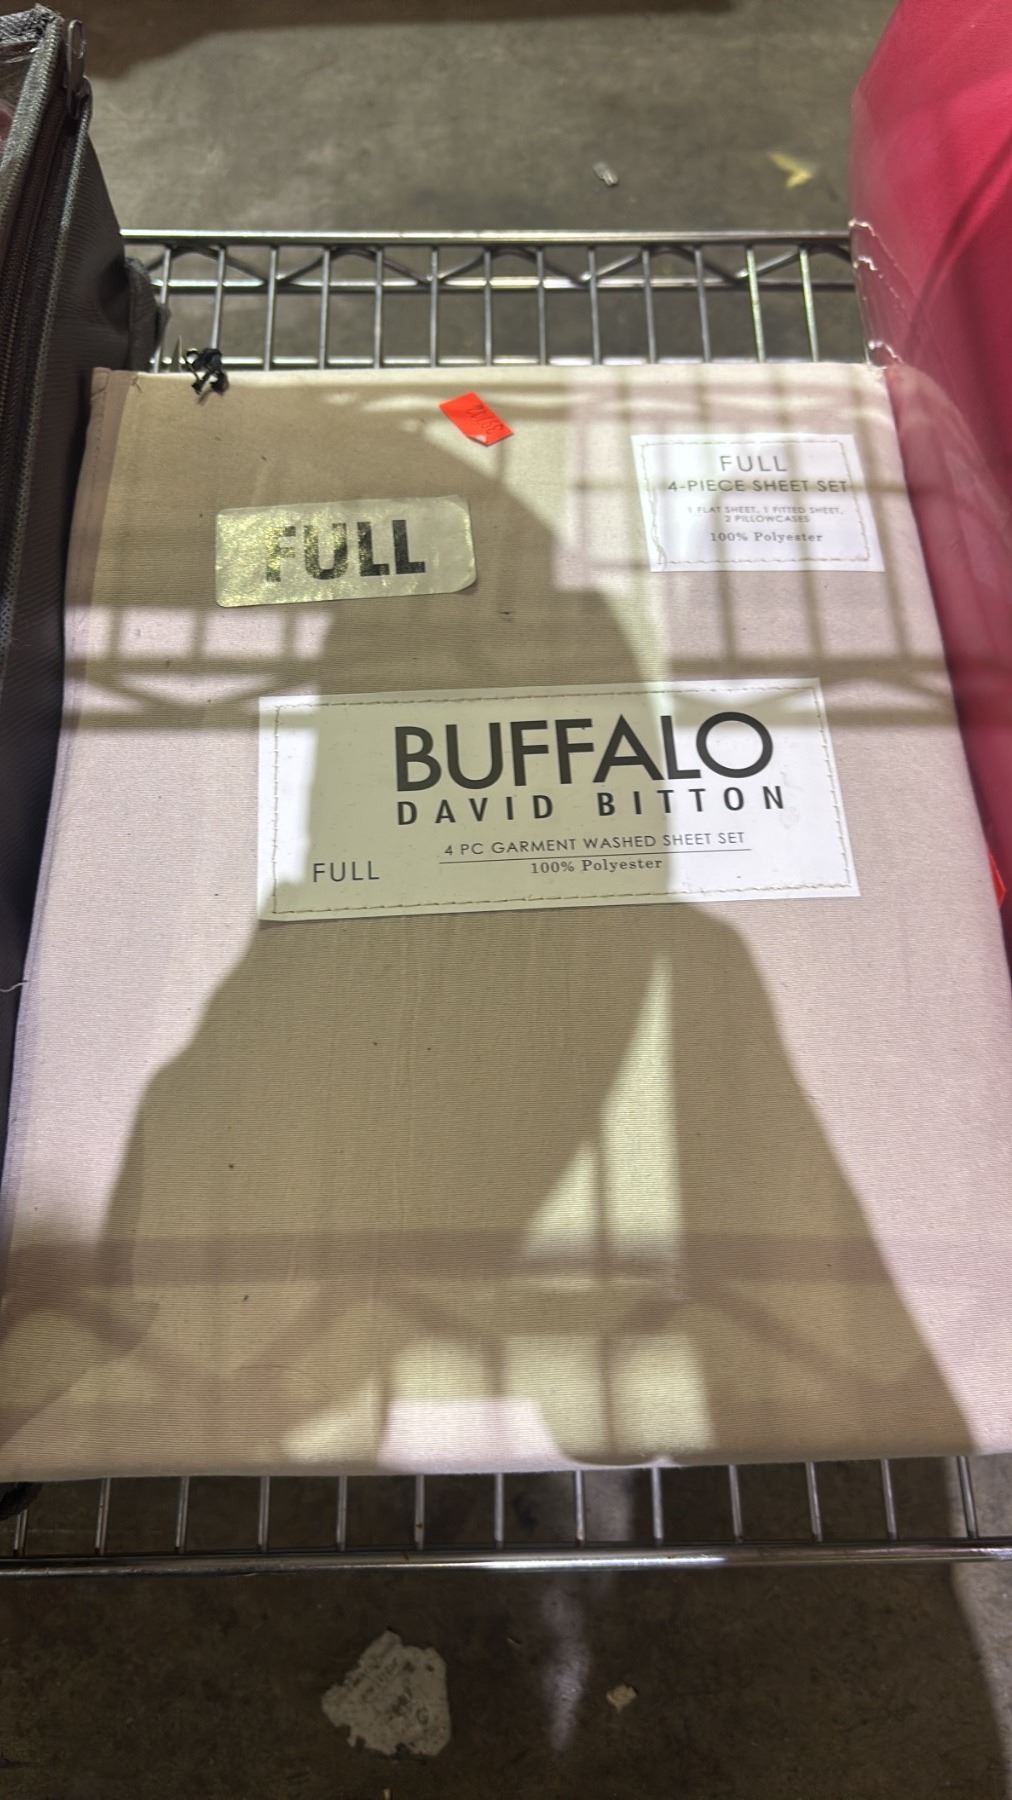 FULL
4-PIECE SHEET SET
1 FLAT SHEET, 1 FITTED SHEET,
2 PILLOWCASES
100% Polyester
FULL
BUFFALO
DAVID BITTON
4 PC GARMENT WASHED SHEET SET
100% Polyester
FULL